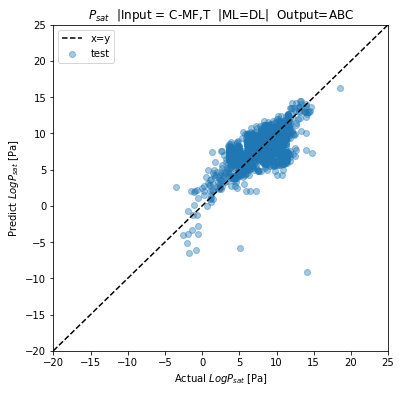 P_sat |Input = C-MF,T |ML=DL| Output=ABC
25
20
15
10
5
0
−5
−10
−15
−20
Predict LogP_sat [Pa]
x=y
test
−20 −15 −10 −5 0 5 10 15 20 25
Actual LogP_sat [Pa]